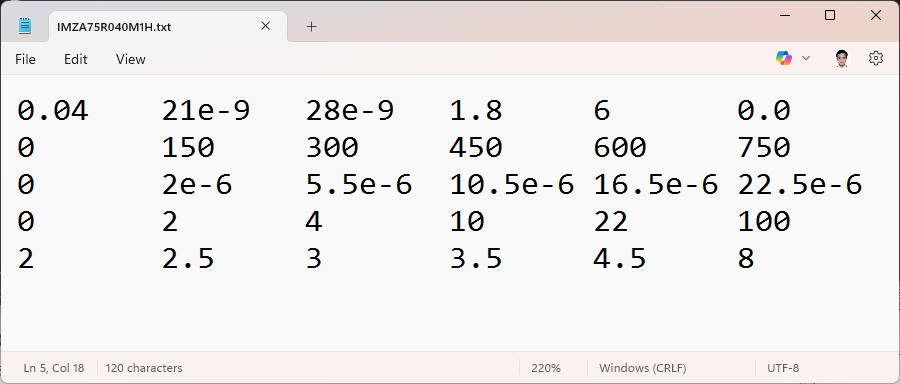 IMZA75R040M1H.txt
File Edit View
0.04 21e-9 28e-9 1.8 6 0.0
0 150 300 450 600 750
0 2e-6 5.5e-6 10.5e-6 16.5e-6 22.5e-6
0 2 4 10 22 100
2 2.5 3 3.5 4.5 8
Ln 5, Col 18 120 characters 220% Windows (CRLF) UTF-8